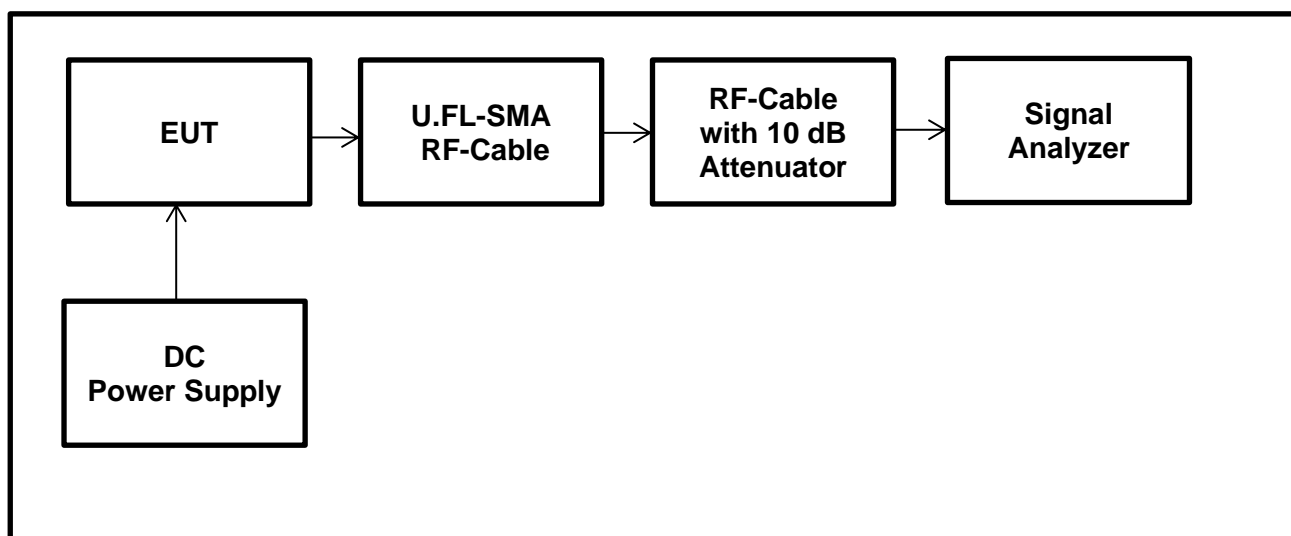 EUT
U.FL-SMA
RF-Cable
RF-Cable
with 10 dB
Attenuator
Signal
Analyzer
DC
Power Supply